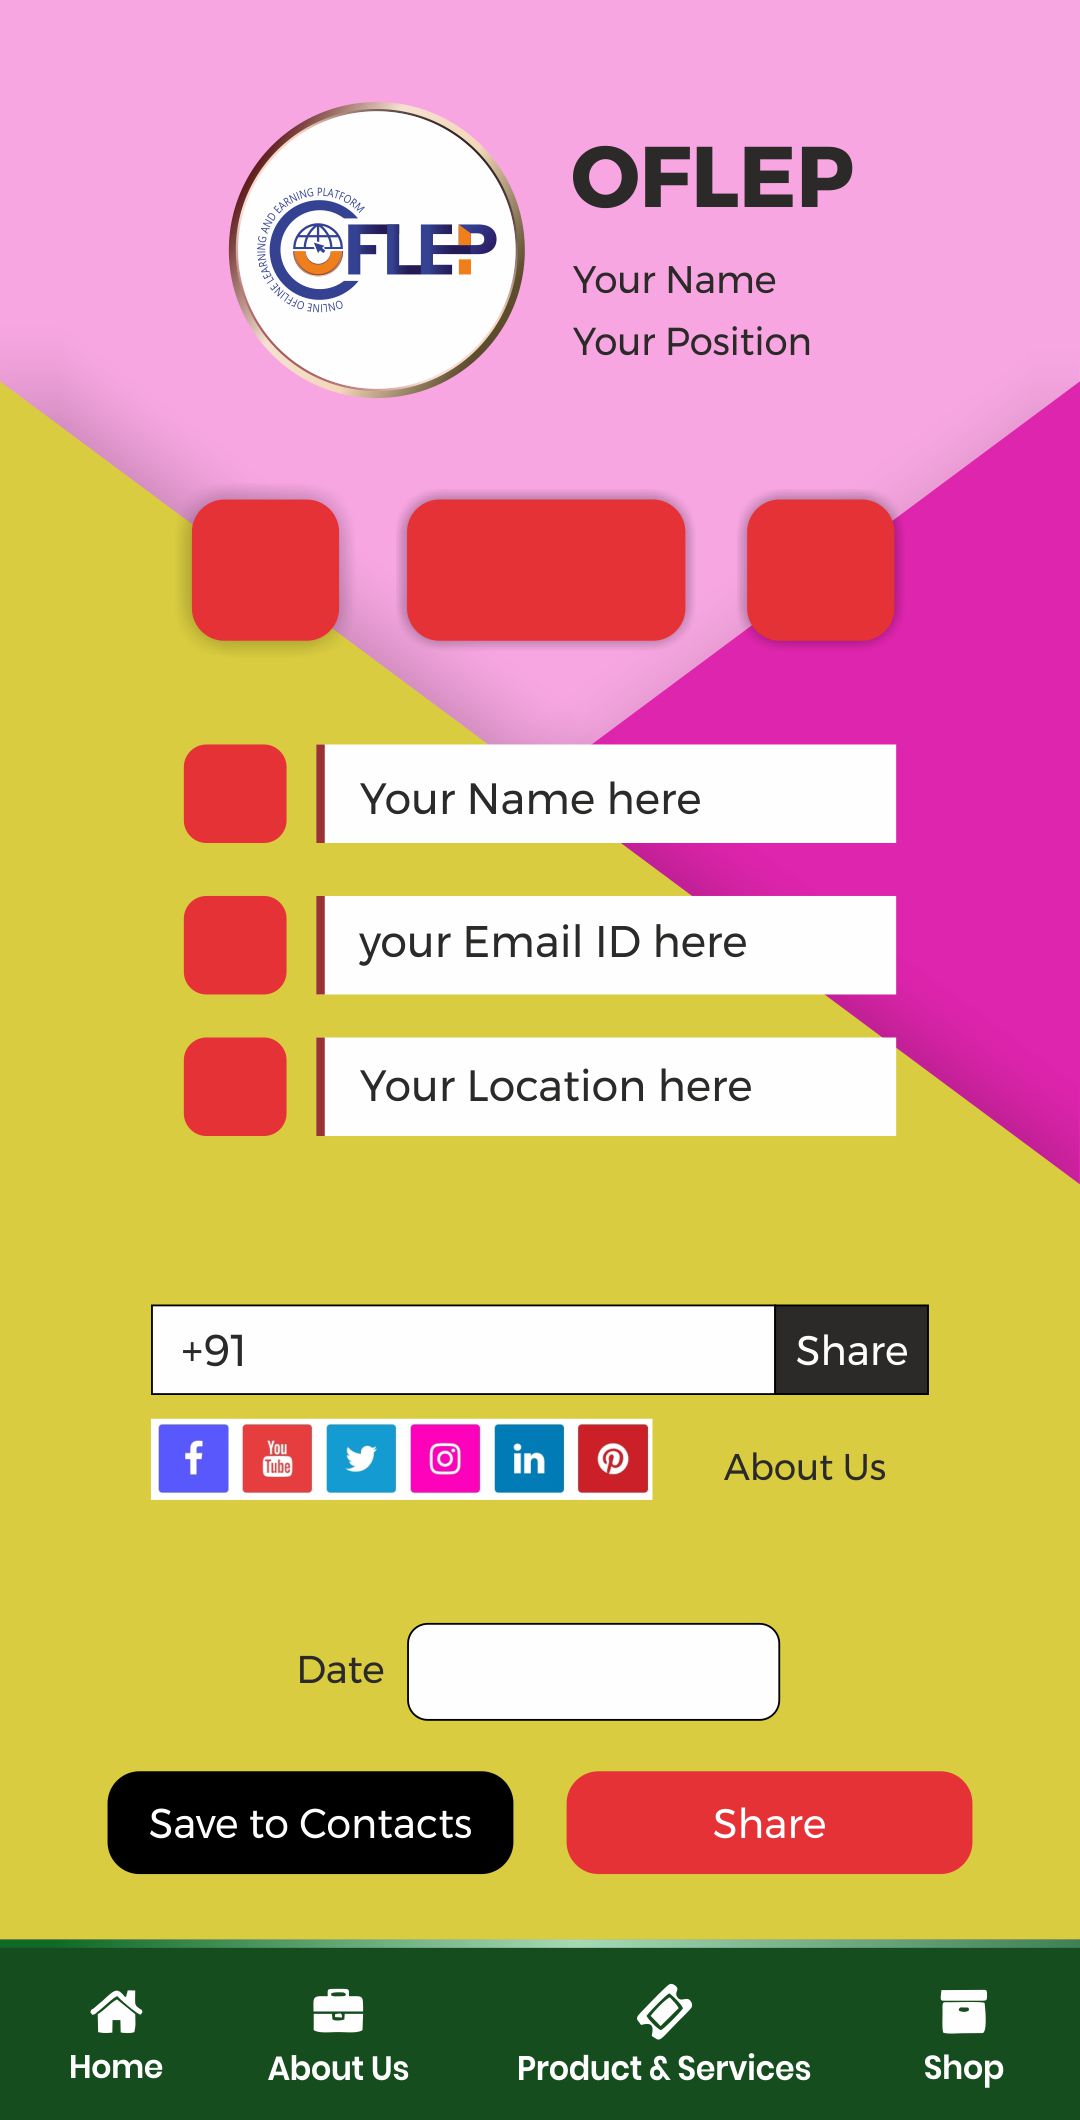 ONLINE OFFLINE LEARNING AND EARNING PLATFORM
OFLEP
OFLEP
Your Name
Your Position
Your Name here
your Email ID here
Your Location here
+91
Share
You
Tube
in
About Us
Date
Save to Contacts
Share
Home
About Us
Product & Services
Shop